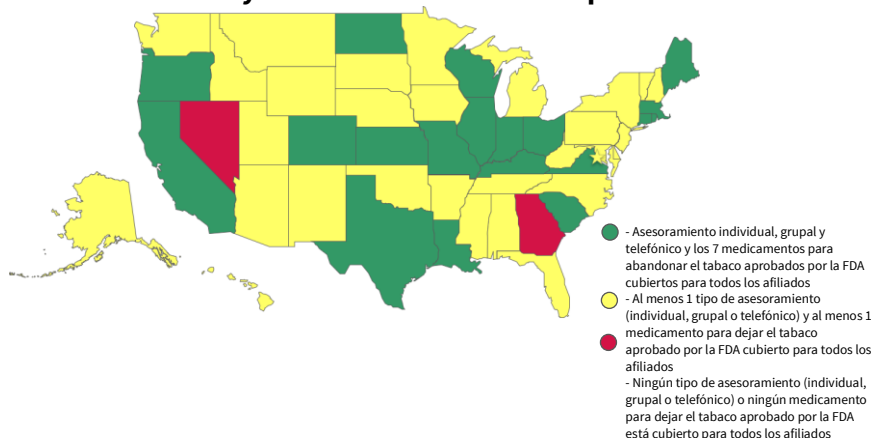 - Asesoramiento individual, grupal y
telefónico y los 7 medicamentos para
abandonar el tabaco aprobados por la FDA
cubiertos para todos los afiliados
- Al menos 1 tipo de asesoramiento
(individual, grupal o telefónico) y al menos 1
medicamento para dejar el tabaco
aprobado por la FDA cubierto para todos los
afiliados
- Ningún tipo de asesoramiento (individual,
grupal o telefónico) o ningún medicamento
para dejar el tabaco aprobado por la FDA
está cubierto para todos los afiliados